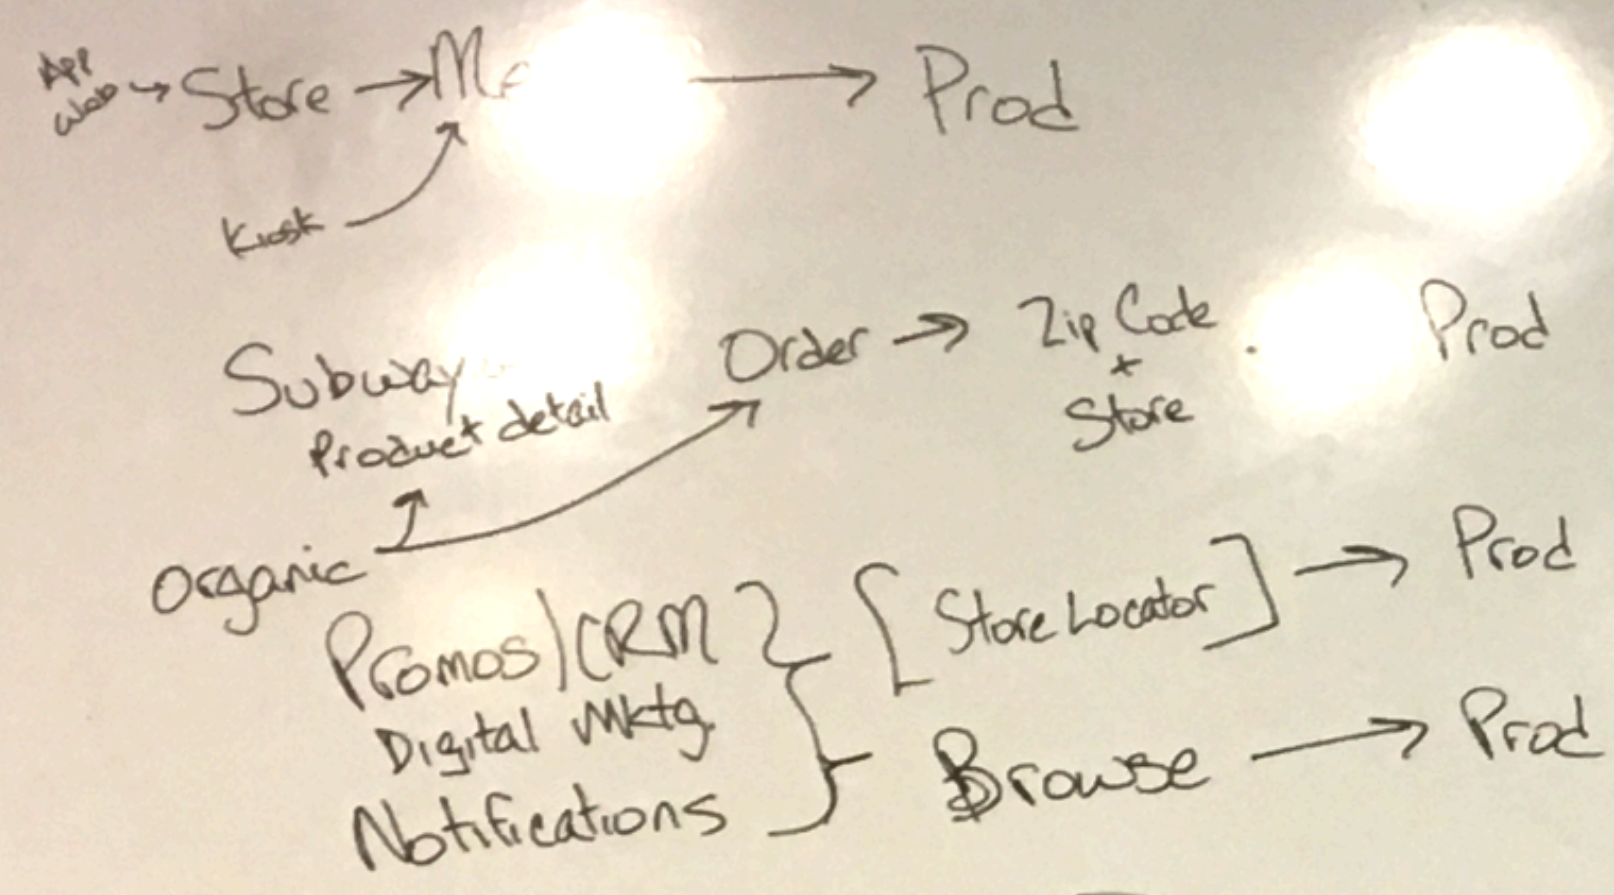 App
Web → Store → → Prod
Kiosk
Subway
Product detail
Order → Zip Code
+
Store
Prod
Organic
Promos/CRM
Digital Mktg.
Notifications
[Store Locator] → Prod
Browse → Prod